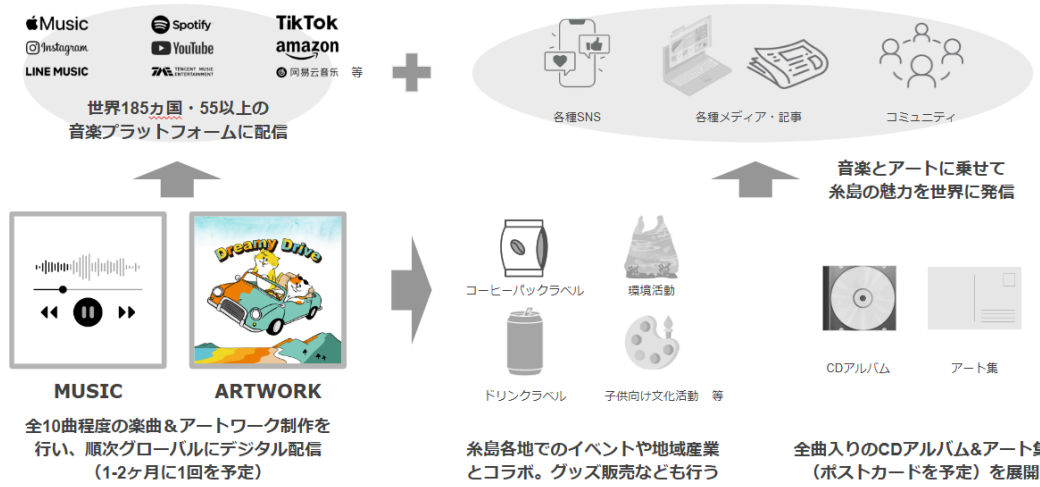 Music
Spotify
TikTok
Instagram
YouTube
amazon
LINE MUSIC
TME TENCENT MUSIC ENTERTAINMENT
网易云音乐 等
世界185カ国・55以上の
音楽プラットフォームに配信
各種SNS
各種メディア・記事
コミュニティ
音楽とアートに乗せて
糸島の魅力を世界に発信
Dreamy Drive
コーヒーパックラベル
環境活動
ドリンクラベル
子供向け文化活動 等
CDアルバム
アート集
MUSIC
ARTWORK
全10曲程度の楽曲&アートワーク制作を
行い、順次グローバルにデジタル配信
(1-2ヶ月に1回を予定)
糸島各地でのイベントや地域産業
とコラボ。グッズ販売なども行う
全曲入りのCDアルバム&アート集
(ポストカードを予定)を展開